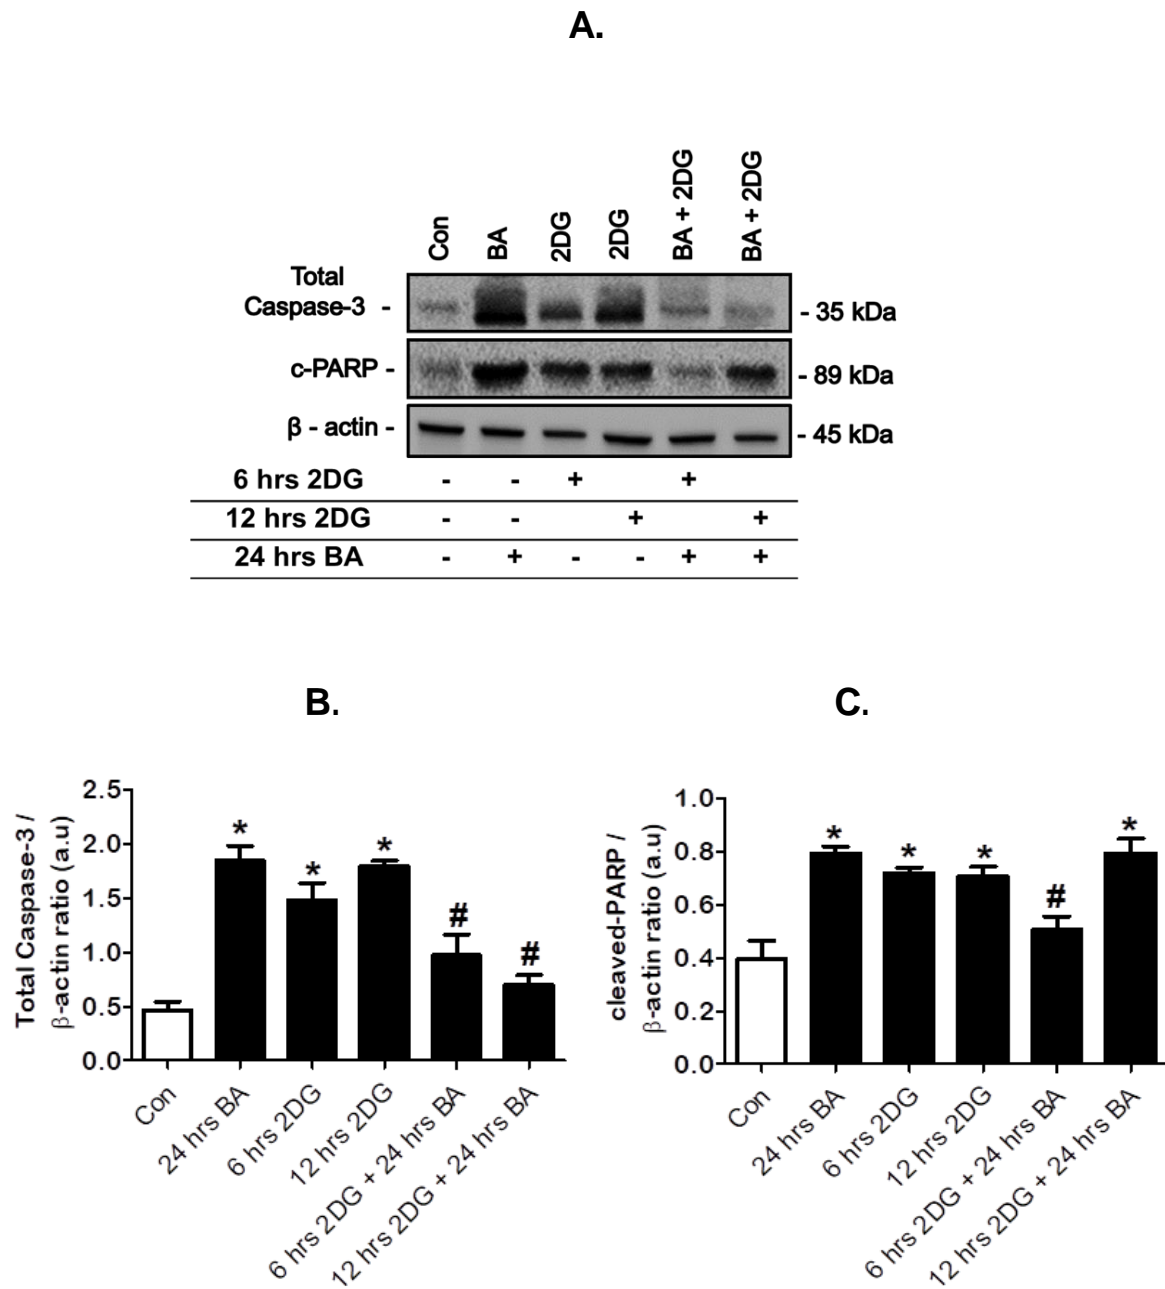 A.
Con
BA
2DG
2DG
BA + 2DG
BA + 2DG
Total
Caspase-3 -
- 35 kDa
c-PARP -
- 89 kDa
β - actin -
- 45 kDa
6 hrs 2DG - - + +
12 hrs 2DG - - + +
24 hrs BA - + - - + +
B.
Total Caspase-3 /
β-actin ratio (a.u)
2.5
2.0
1.5
1.0
0.5
0.0
*
*
*
#
#
Con
24 hrs BA
6 hrs 2DG
12 hrs 2DG
6 hrs 2DG + 24 hrs BA
12 hrs 2DG + 24 hrs BA
C.
cleaved-PARP /
β-actin ratio (a.u)
1.0
0.8
0.6
0.4
0.2
0.0
*
*
*
#
*
Con
24 hrs BA
6 hrs 2DG
12 hrs 2DG
6 hrs 2DG + 24 hrs BA
12 hrs 2DG + 24 hrs BA